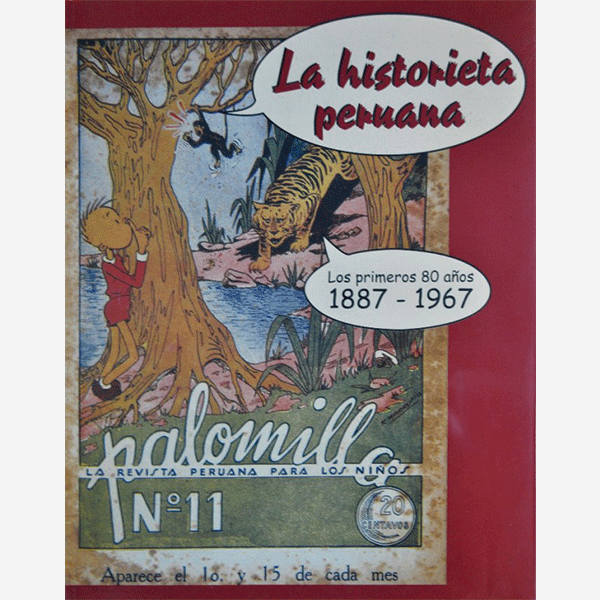 La historieta
peruana
Los primeros 80 años
1887 - 1967
palomilla
LA REVISTA PERUANA PARA LOS NIÑOS
Nº11
20
CENTAVOS
Aparece el 1o. y 15 de cada mes